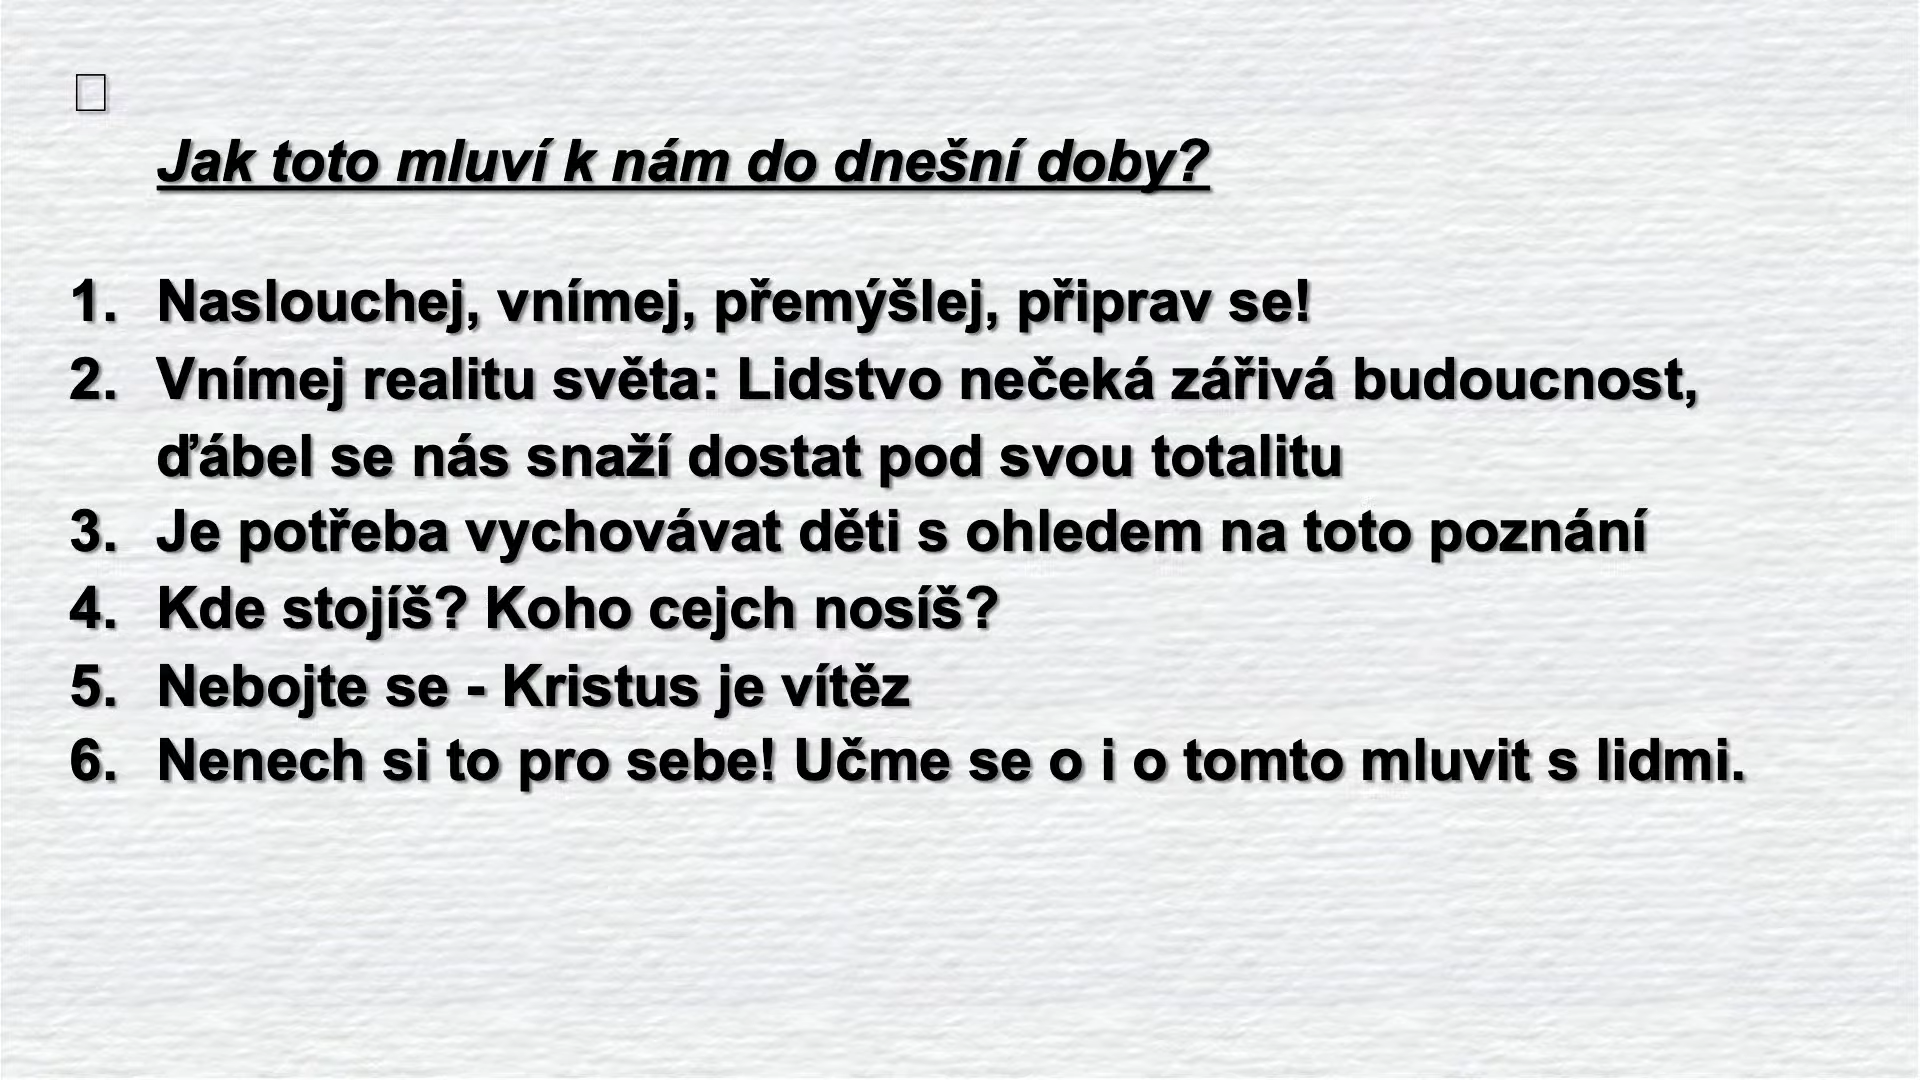 Jak toto mluví k nám do dnešní doby?
1. Naslouchej, vnímej, přemýšlej, připrav se!
2. Vnímej realitu světa: Lidstvo nečeká zářivá budoucnost,
ďábel se nás snaží dostat pod svou totalitu
3. Je potřeba vychovávat děti s ohledem na toto poznání
4. Kde stojíš? Koho cejch nosíš?
5. Nebojte se - Kristus je vítěz
6. Nenech si to pro sebe! Učme se o i o tomto mluvit s lidmi.